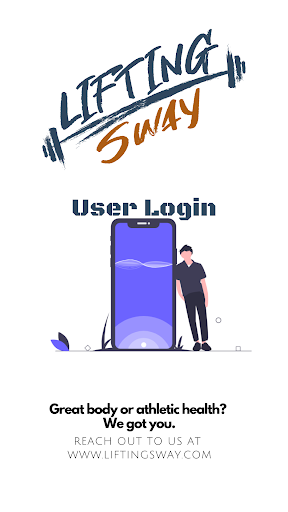 LIFTING
SWAY
User Login
Great body or athletic health?
We got you.
REACH OUT TO US AT
WWW.LIFTINGSWAY.COM